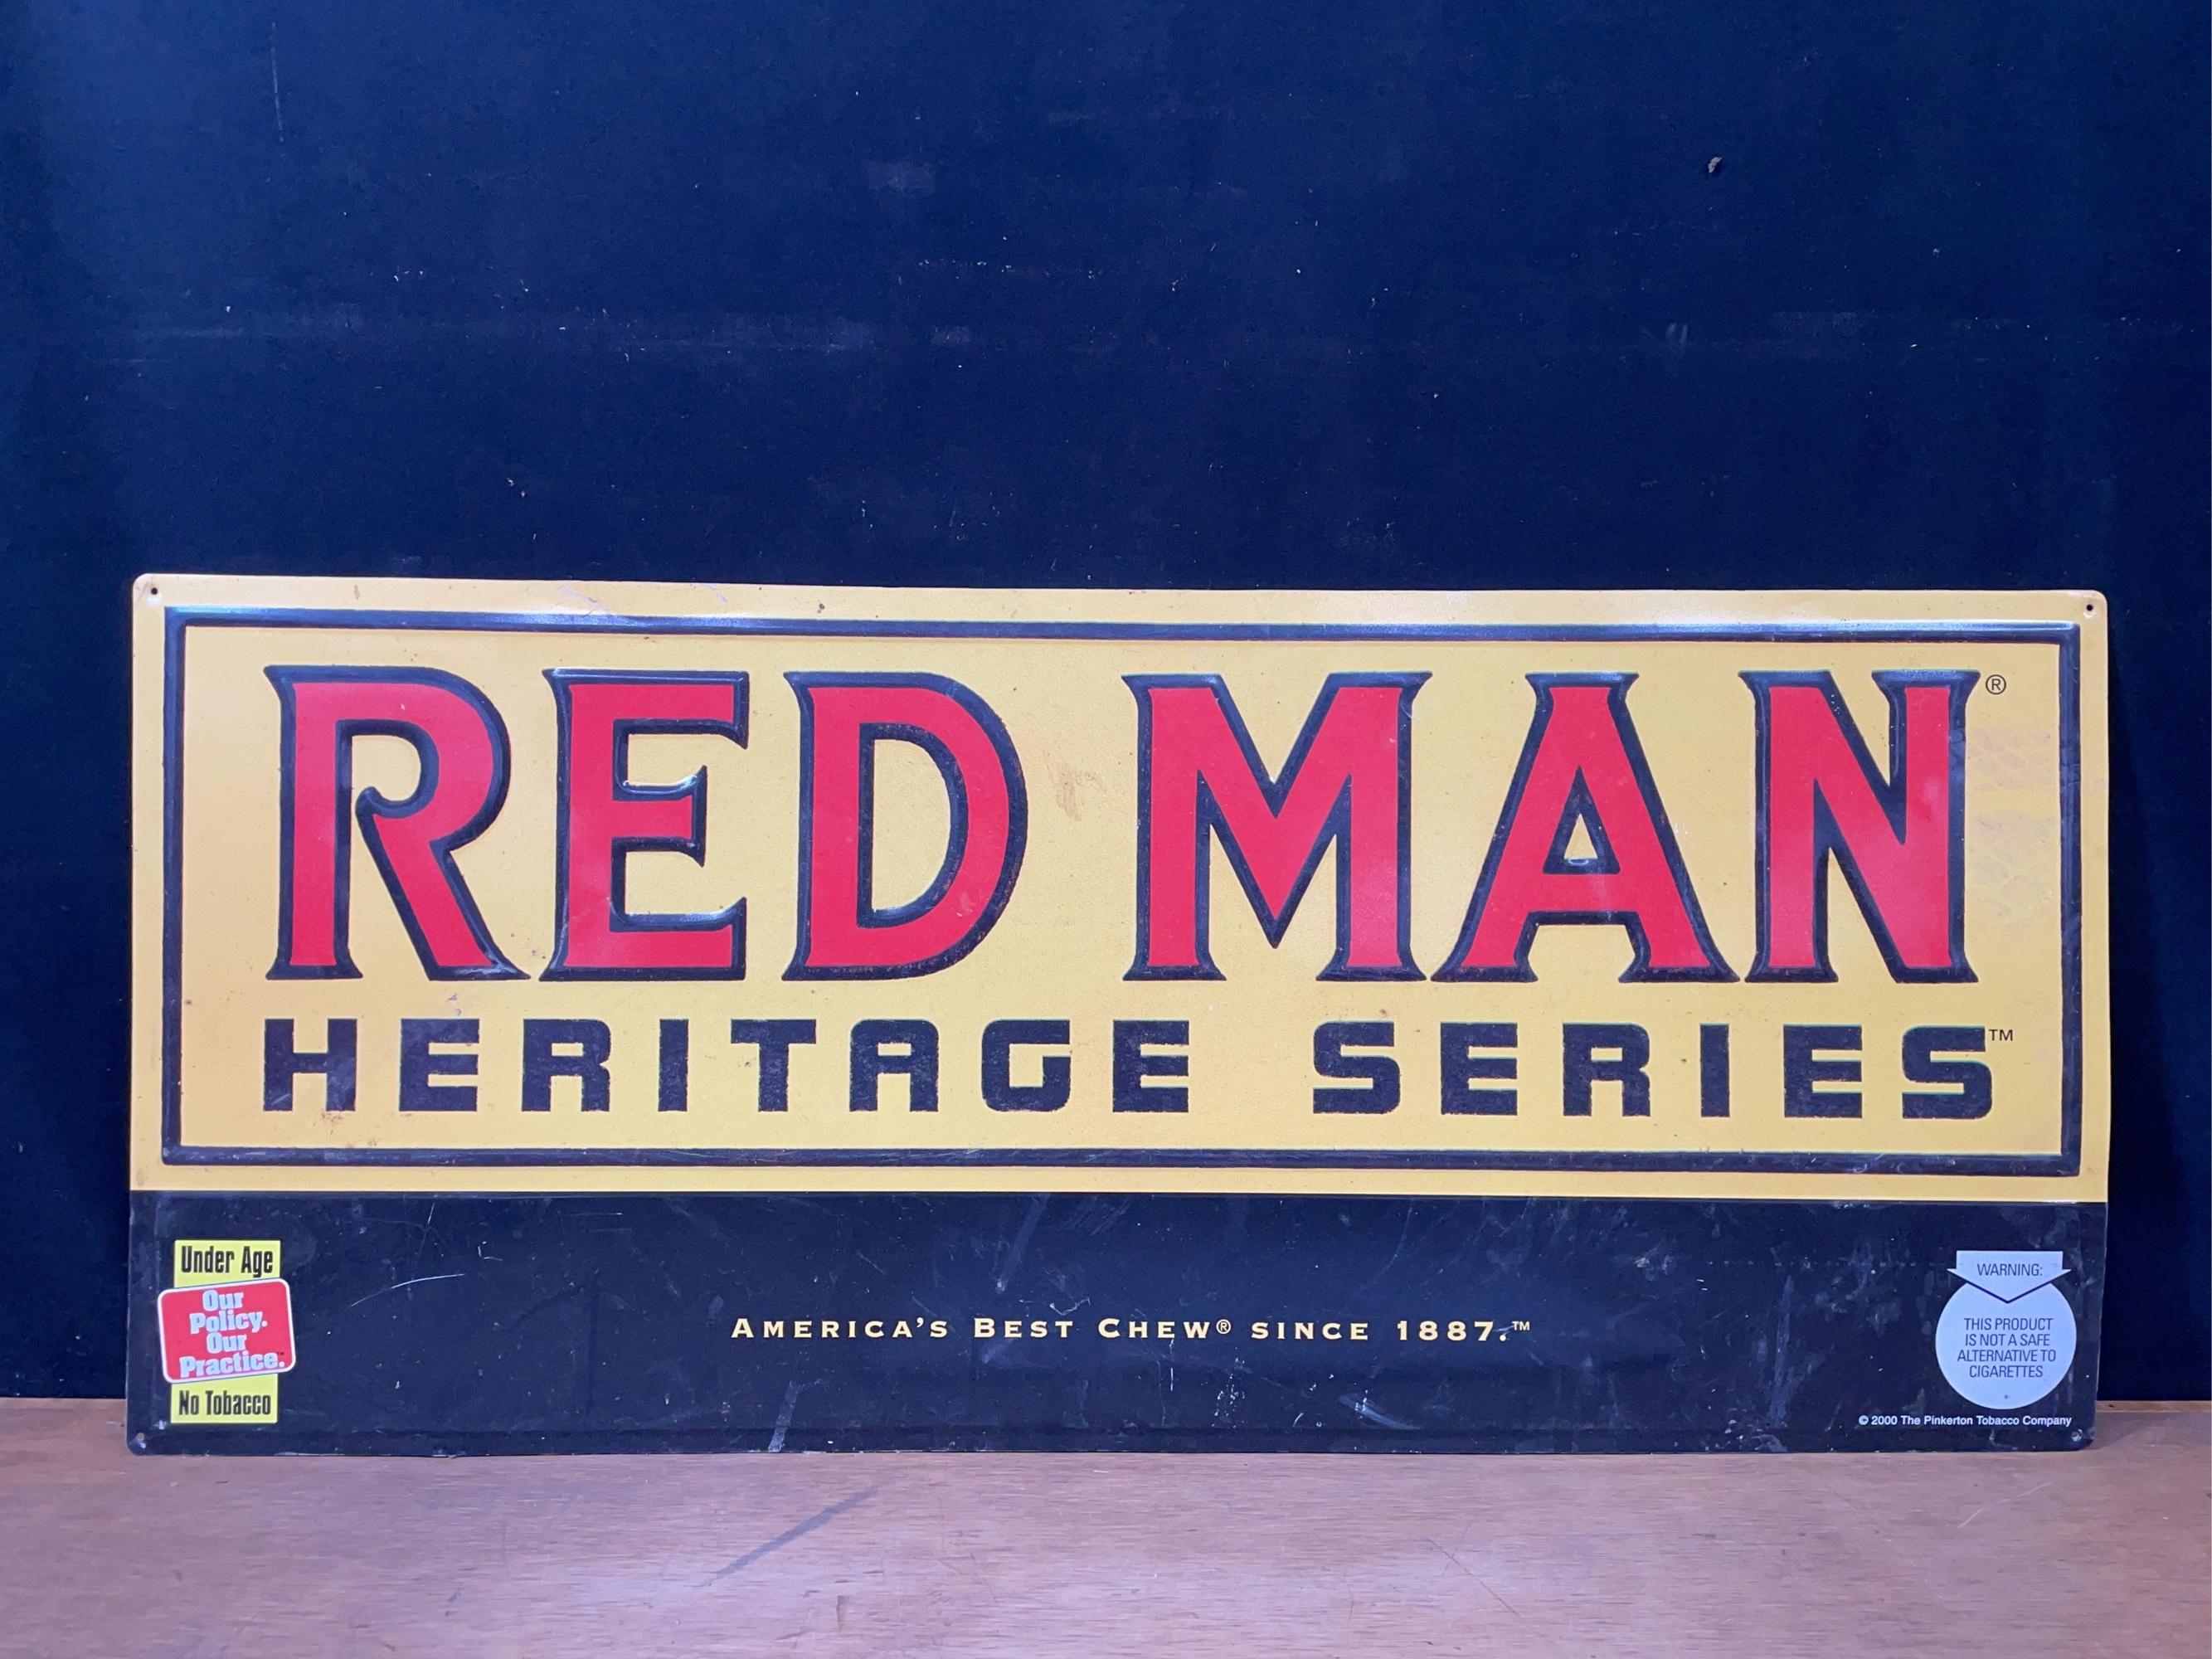 RED MAN®
HERITAGE SERIES™
Under Age
Our
Policy.
Our
Practice.™
No Tobacco
AMERICA'S BEST CHEW® SINCE 1887.™
WARNING:
THIS PRODUCT
IS NOT A SAFE
ALTERNATIVE TO
CIGARETTES
© 2000 The Pinkerton Tobacco Company